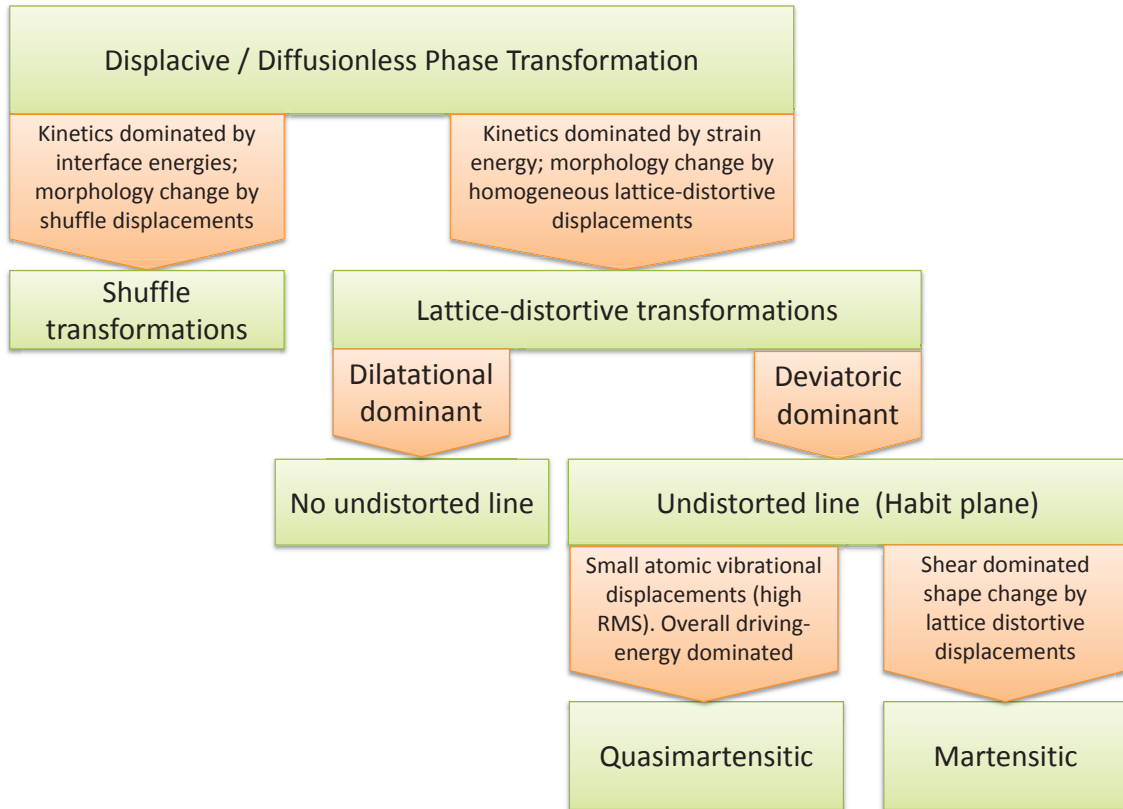 Displacive / Diffusionless Phase Transformation
Kinetics dominated by
interface energies;
morphology change by
shuffle displacements
Kinetics dominated by strain
energy; morphology change by
homogeneous lattice-distortive
displacements
Shuffle
transformations
Lattice-distortive transformations
Dilatational
dominant
Deviatoric
dominant
No undistorted line
Undistorted line (Habit plane)
Small atomic vibrational
displacements (high
RMS). Overall driving-
energy dominated
Shear dominated
shape change by
lattice distortive
displacements
Quasimartensitic
Martensitic